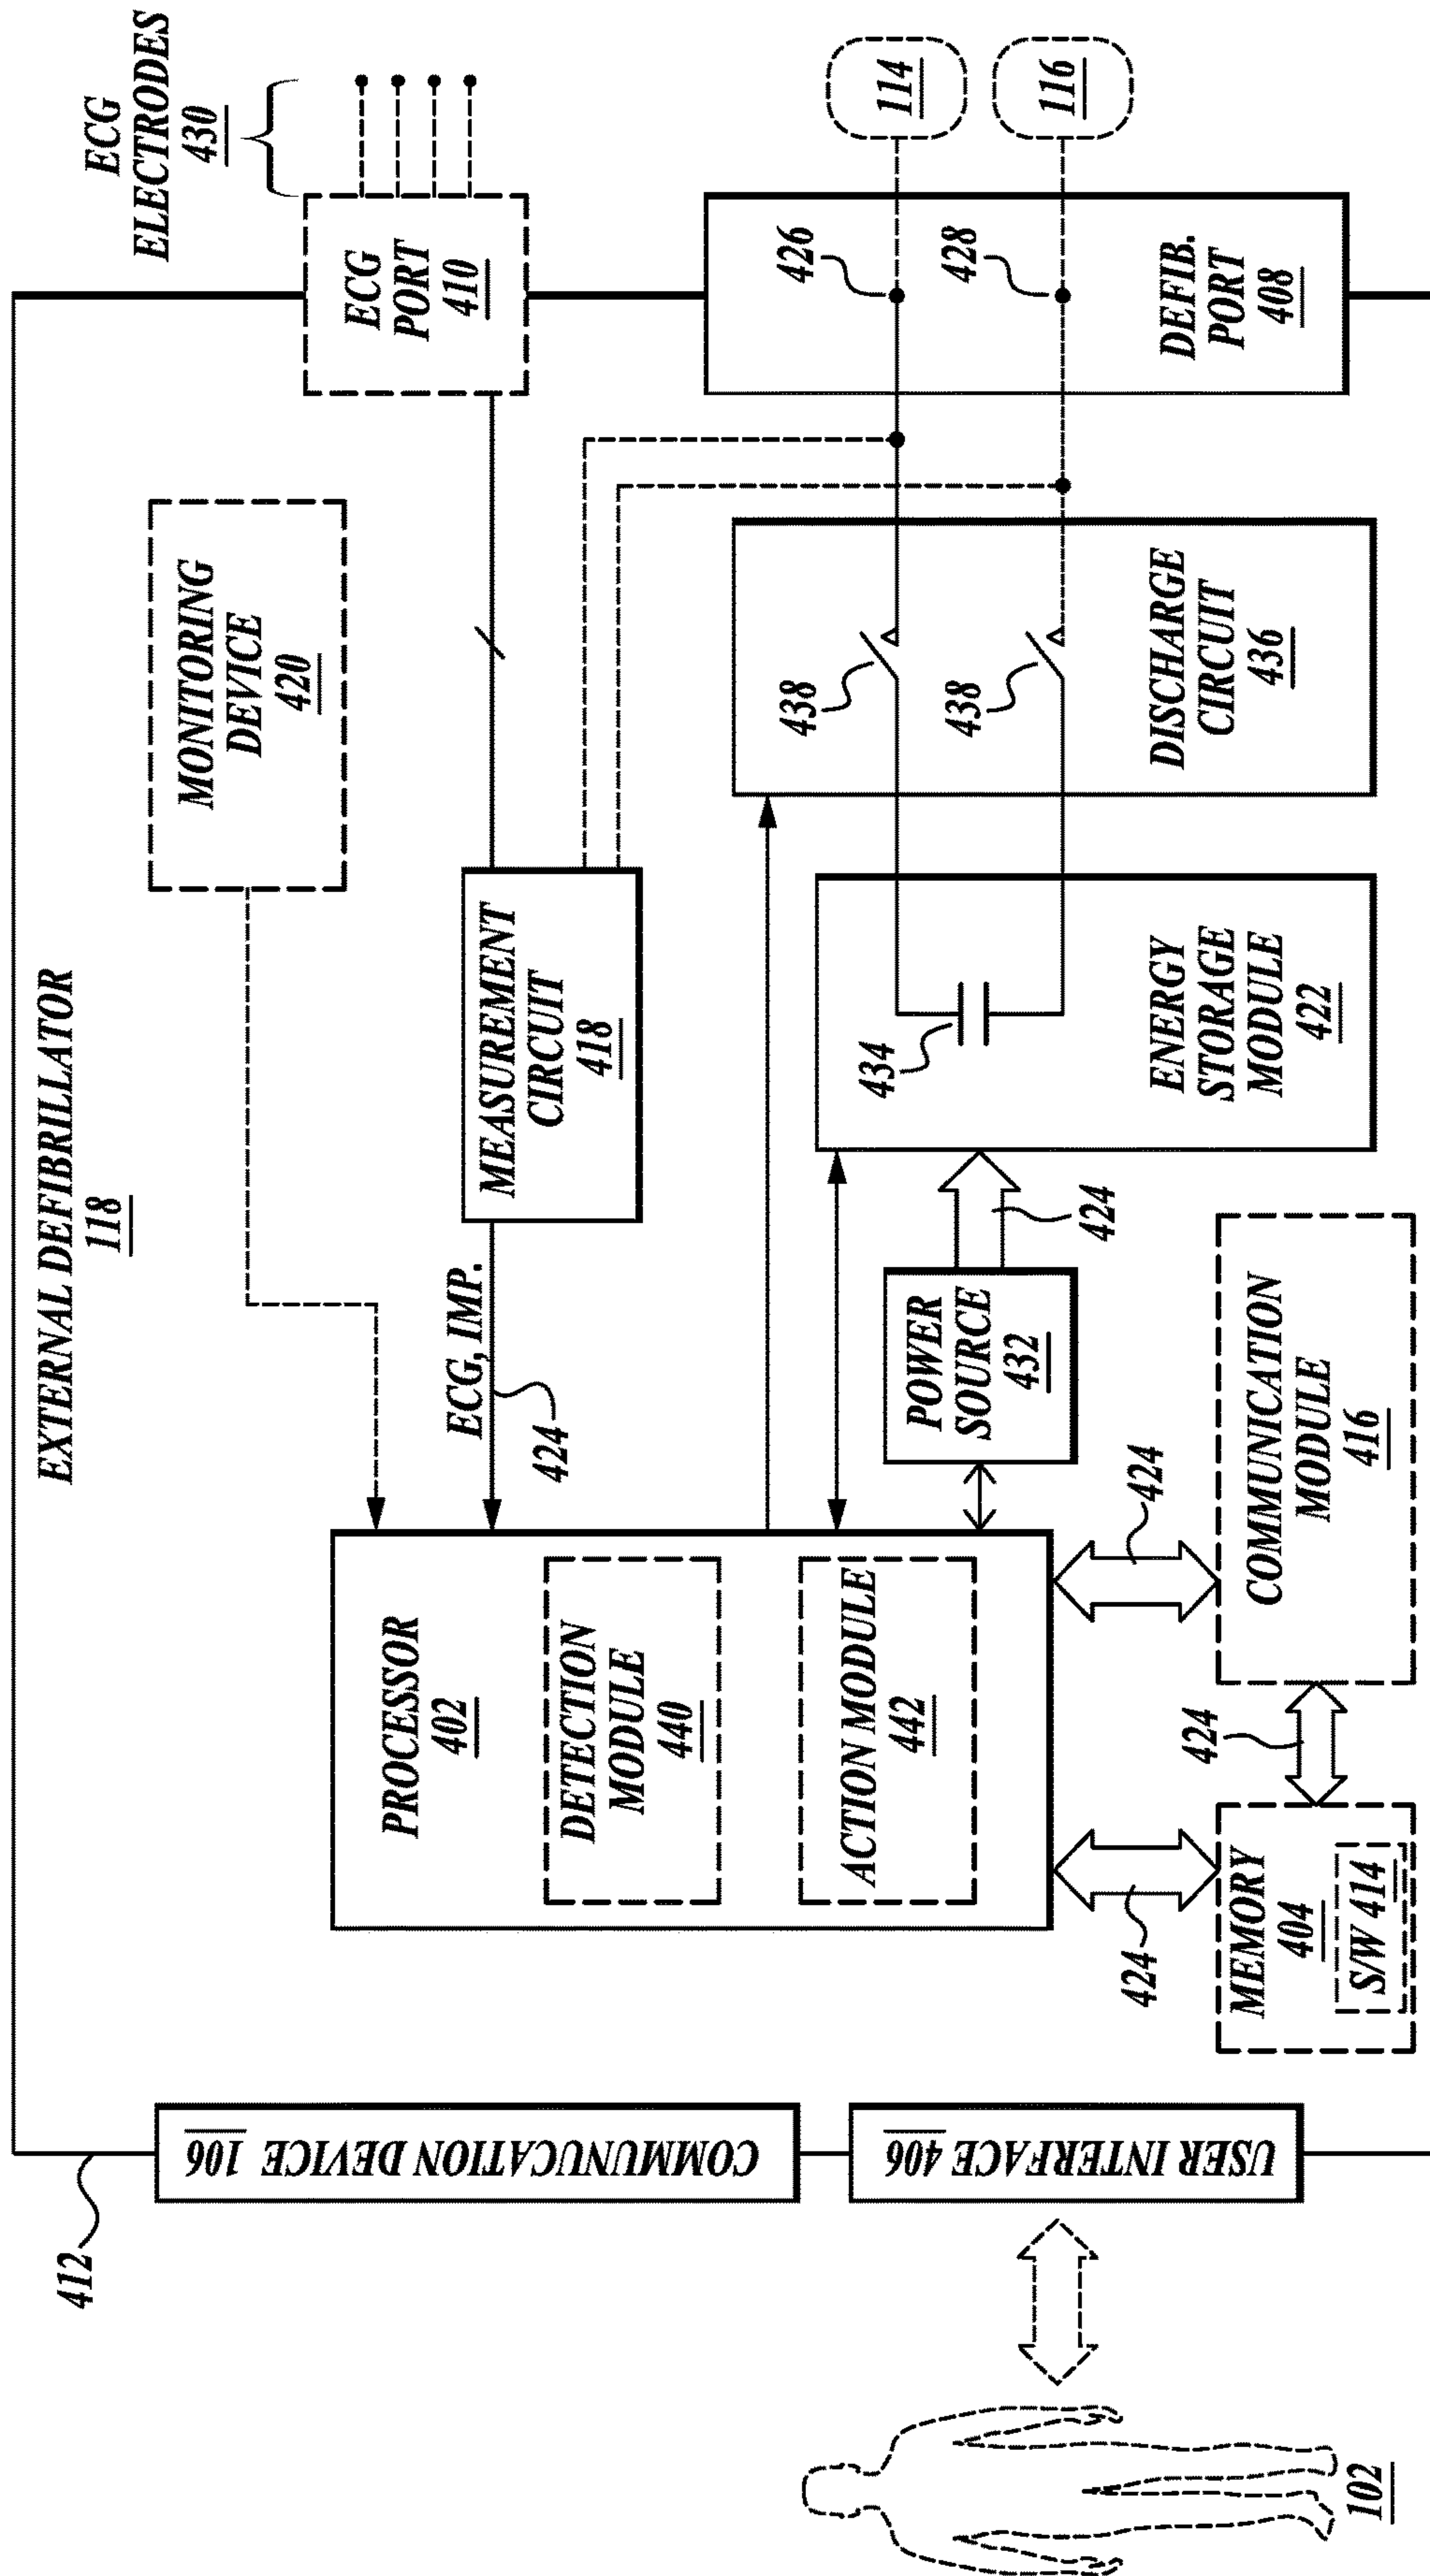 EXTERNAL DEFIBRILLATOR
118
412
COMMUNUCATION DEVICE 106
USER INTERFACE 406
102
PROCESSOR
402
DETECTION
MODULE
440
ACTION MODULE
442
MEMORY
404
S/W 414
424
424
424
COMMUNICATION
MODULE
416
ECG, IMP.
424
MEASUREMENT
CIRCUIT
418
MONITORING
DEVICE
420
POWER
SOURCE
432
424
ENERGY
STORAGE
MODULE
422
434
DISCHARGE
CIRCUIT
436
438
438
ECG
PORT
410
ECG
ELECTRODES
430
DEFIB.
PORT
408
426
428
114
116